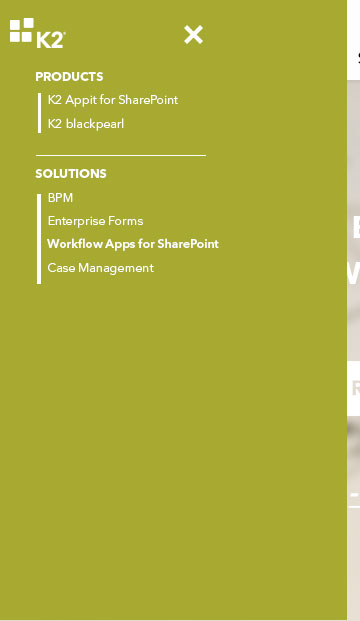 K2
PRODUCTS
K2 Appit for SharePoint
K2 blackpearl
SOLUTIONS
BPM
Enterprise Forms
Workflow Apps for SharePoint
Case Management